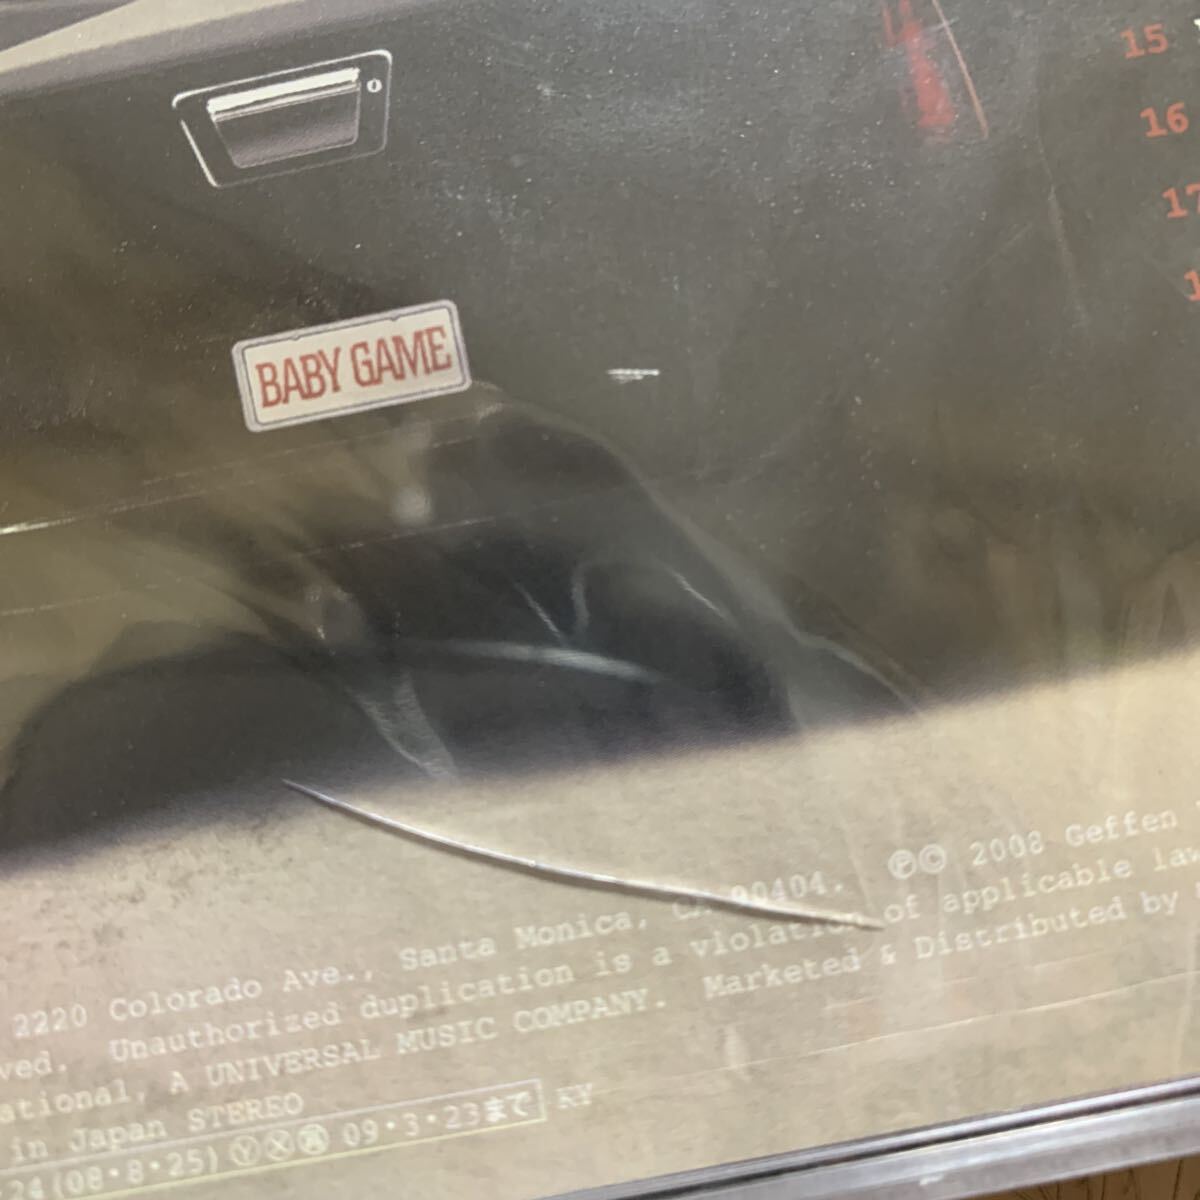 15
16
17
BABY GAME
2220 Colorado Ave., Santa Monica, CA 90404. ℗© 2008 Geffen
ved. Unauthorized duplication is a violation of applicable law
ational, A UNIVERSAL MUSIC COMPANY. Marketed & Distributed by
in Japan STEREO
24(08・8・25) Ⓨ Ⓧ 09・3・23まで RY